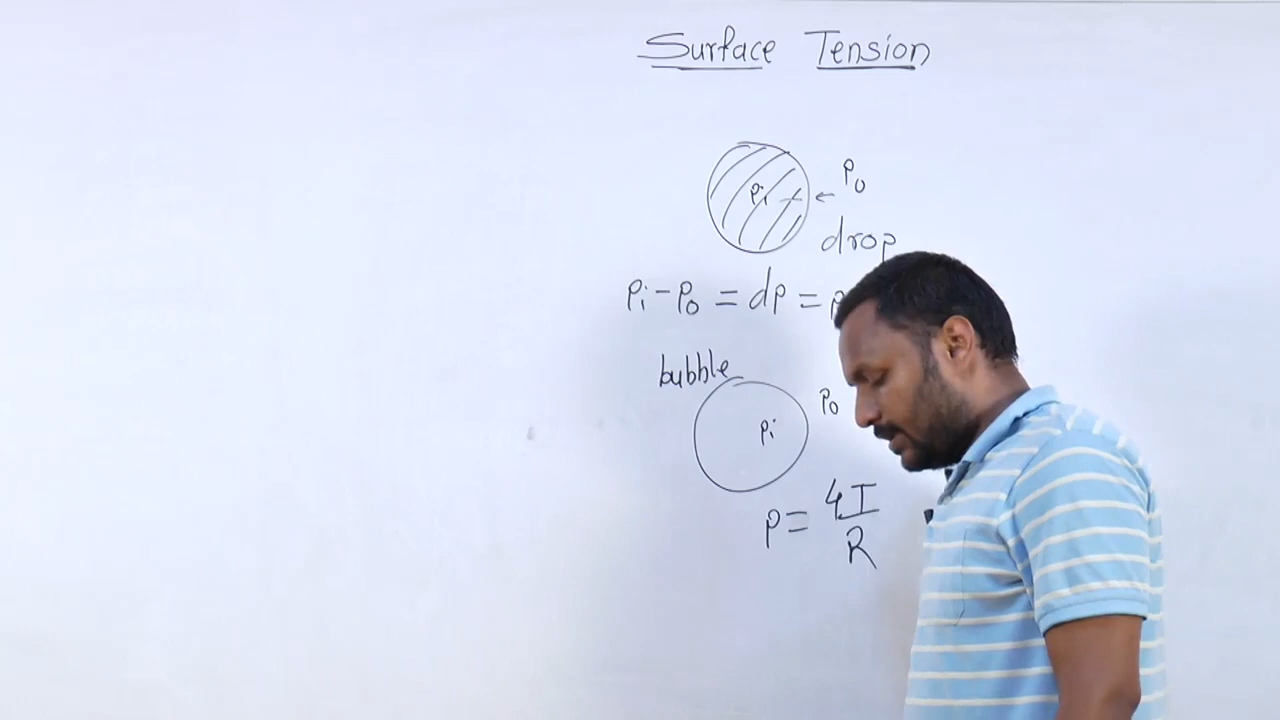 Surface Tension
Pi
P0
drop
Pi - P0 = dp = P
bubble
Pi
P0
P = 4T/R